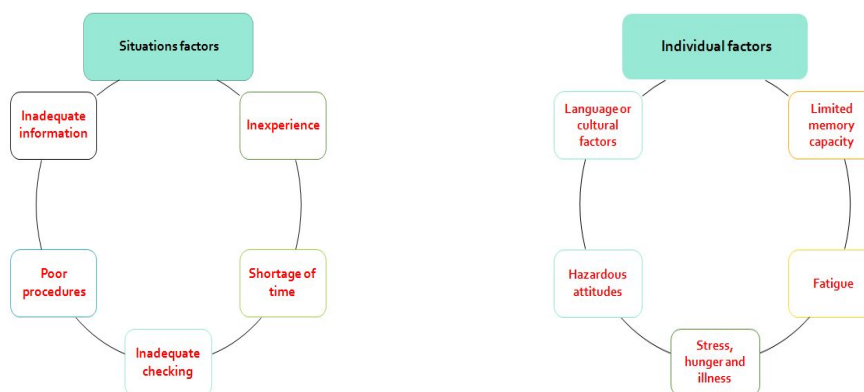 Situations factors
Inadequate
information
Inexperience
Poor
procedures
Shortage of
time
Inadequate
checking
Individual factors
Language or
cultural
factors
Limited
memory
capacity
Hazardous
attitudes
Fatigue
Stress,
hunger and
illness